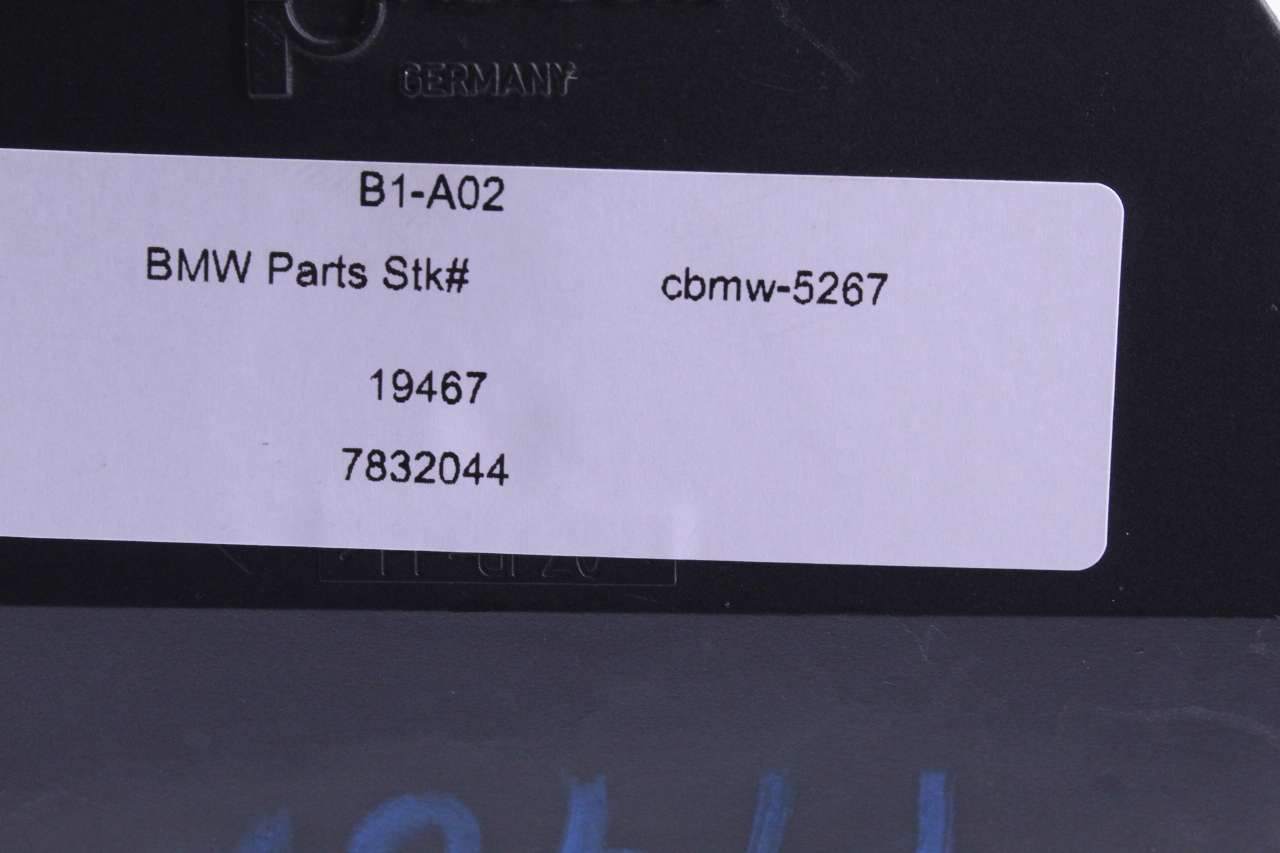 GERMANY
B1-A02
BMW Parts Stk# cbmw-5267
19467
7832044